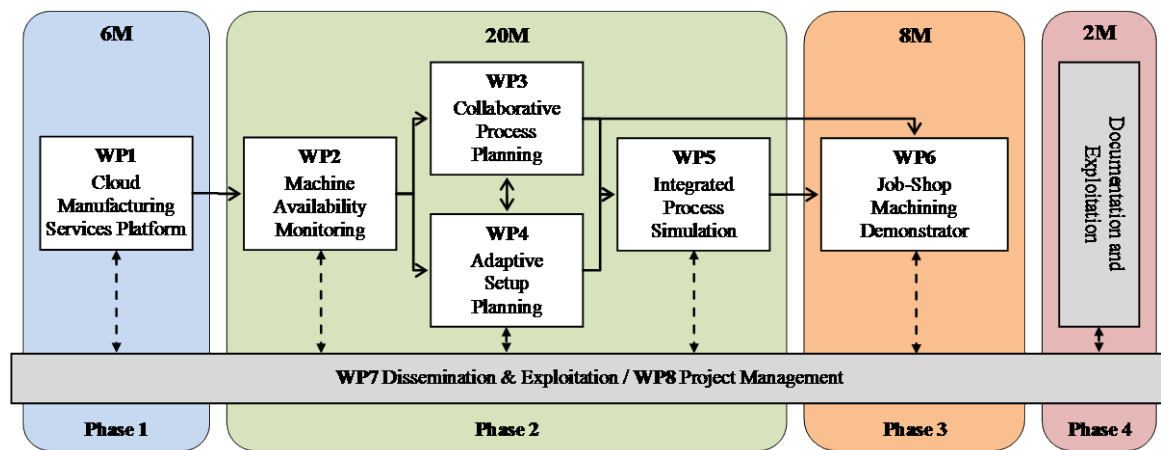 6M
20M
8M
2M
WP1
Cloud
Manufacturing
Services Platform
WP2
Machine
Availability
Monitoring
WP3
Collaborative
Process
Planning
WP4
Adaptive
Setup
Planning
WP5
Integrated
Process
Simulation
WP6
Job-Shop
Machining
Demonstrator
Documentation and
Exploitation
WP7 Dissemination & Exploitation / WP8 Project Management
Phase 1
Phase 2
Phase 3
Phase 4